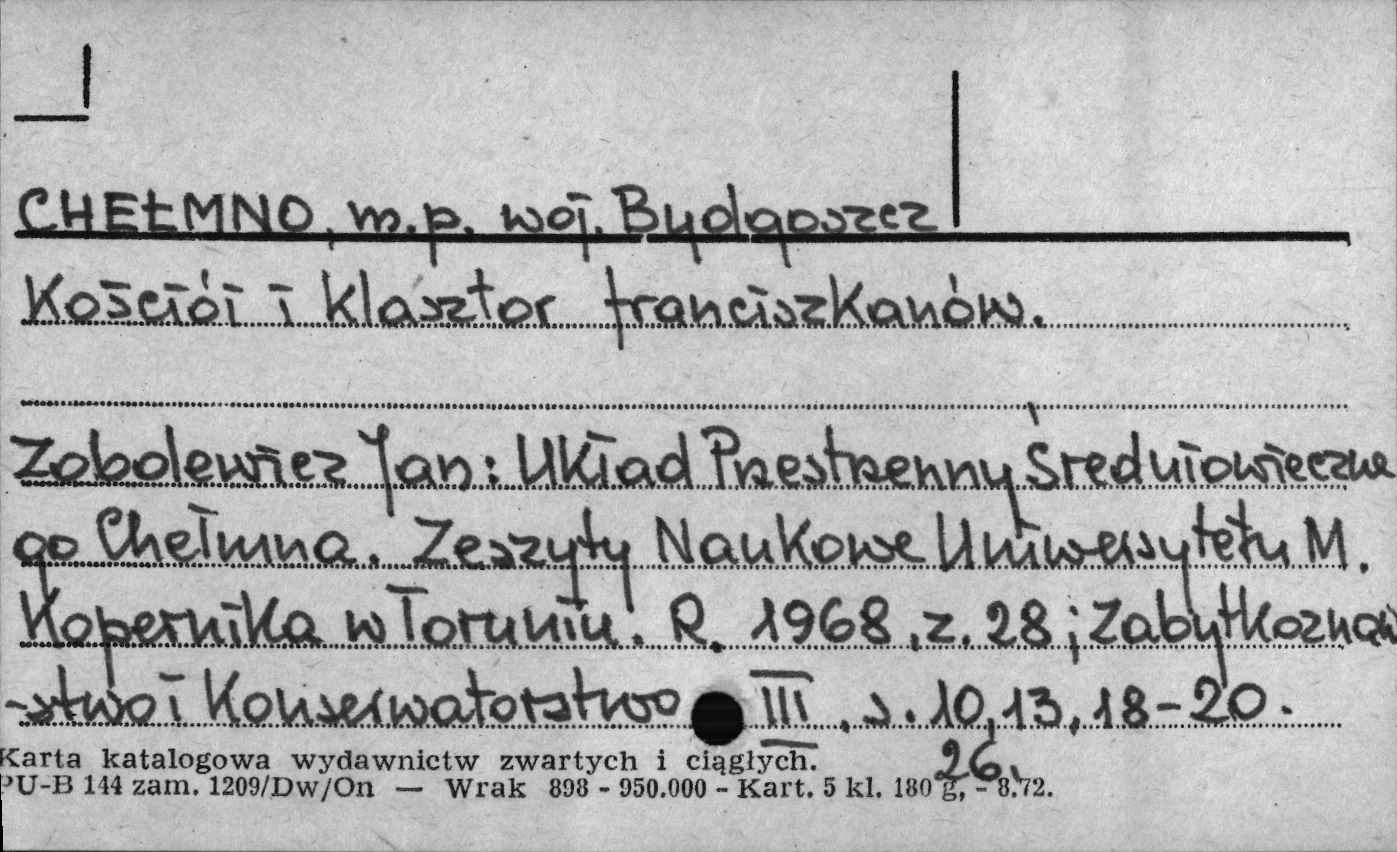 CHEŁMNO, m.p. woj. Bydgoszcz
Kościół i klasztor franciszkanów.
Zobolewicz Jan: Układ Przestrzenny Średniowieczne
go Chełmna. Zeszyty Naukowe Uniwersytetu M.
Kopernika w Toruniu. R. 1968, z. 28; Zabytkoznaw
-stwo i Konserwatorstwo III, s. 10, 13, 18-20.
26.
Karta katalogowa wydawnictw zwartych i ciągłych.
PU-B 144 zam. 1209/Dw/On — Wrak 898 - 950.000 - Kart. 5 kl. 180 g, - 8.72.